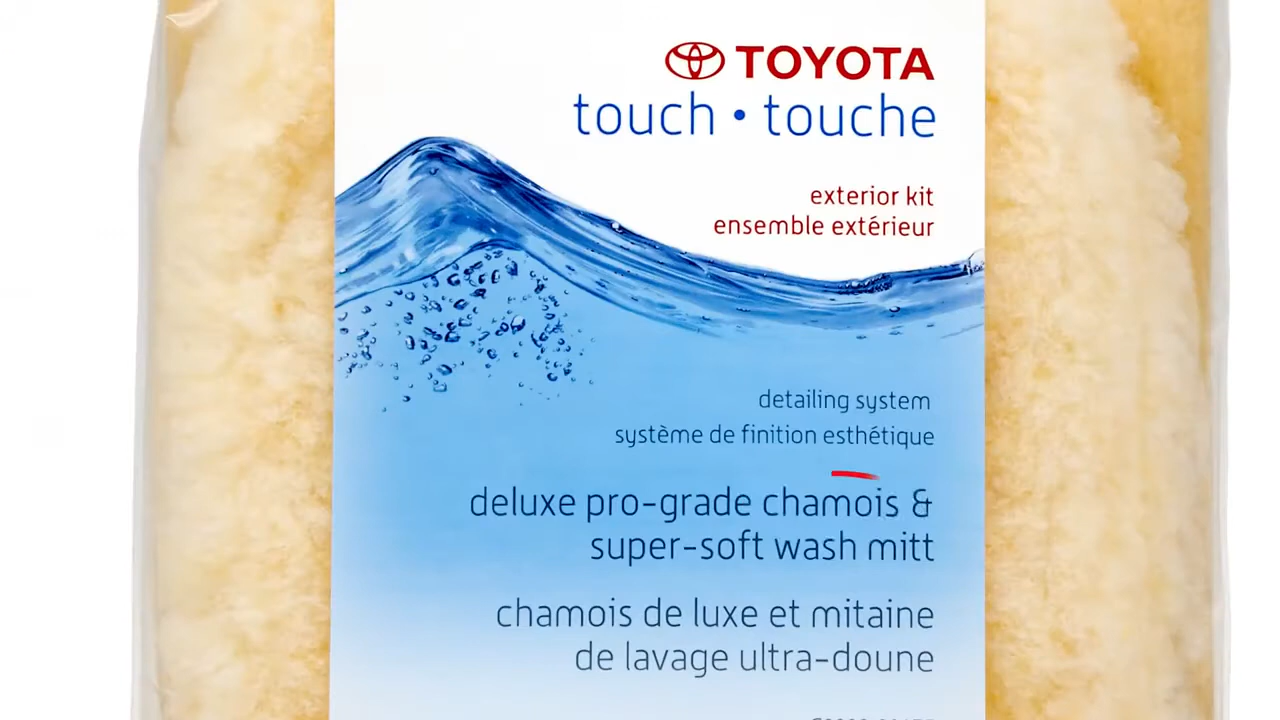 TOYOTA
touch • touche
exterior kit
ensemble extérieur
detailing system
système de finition esthétique
deluxe pro-grade chamois &
super-soft wash mitt
chamois de luxe et mitaine
de lavage ultra-doune